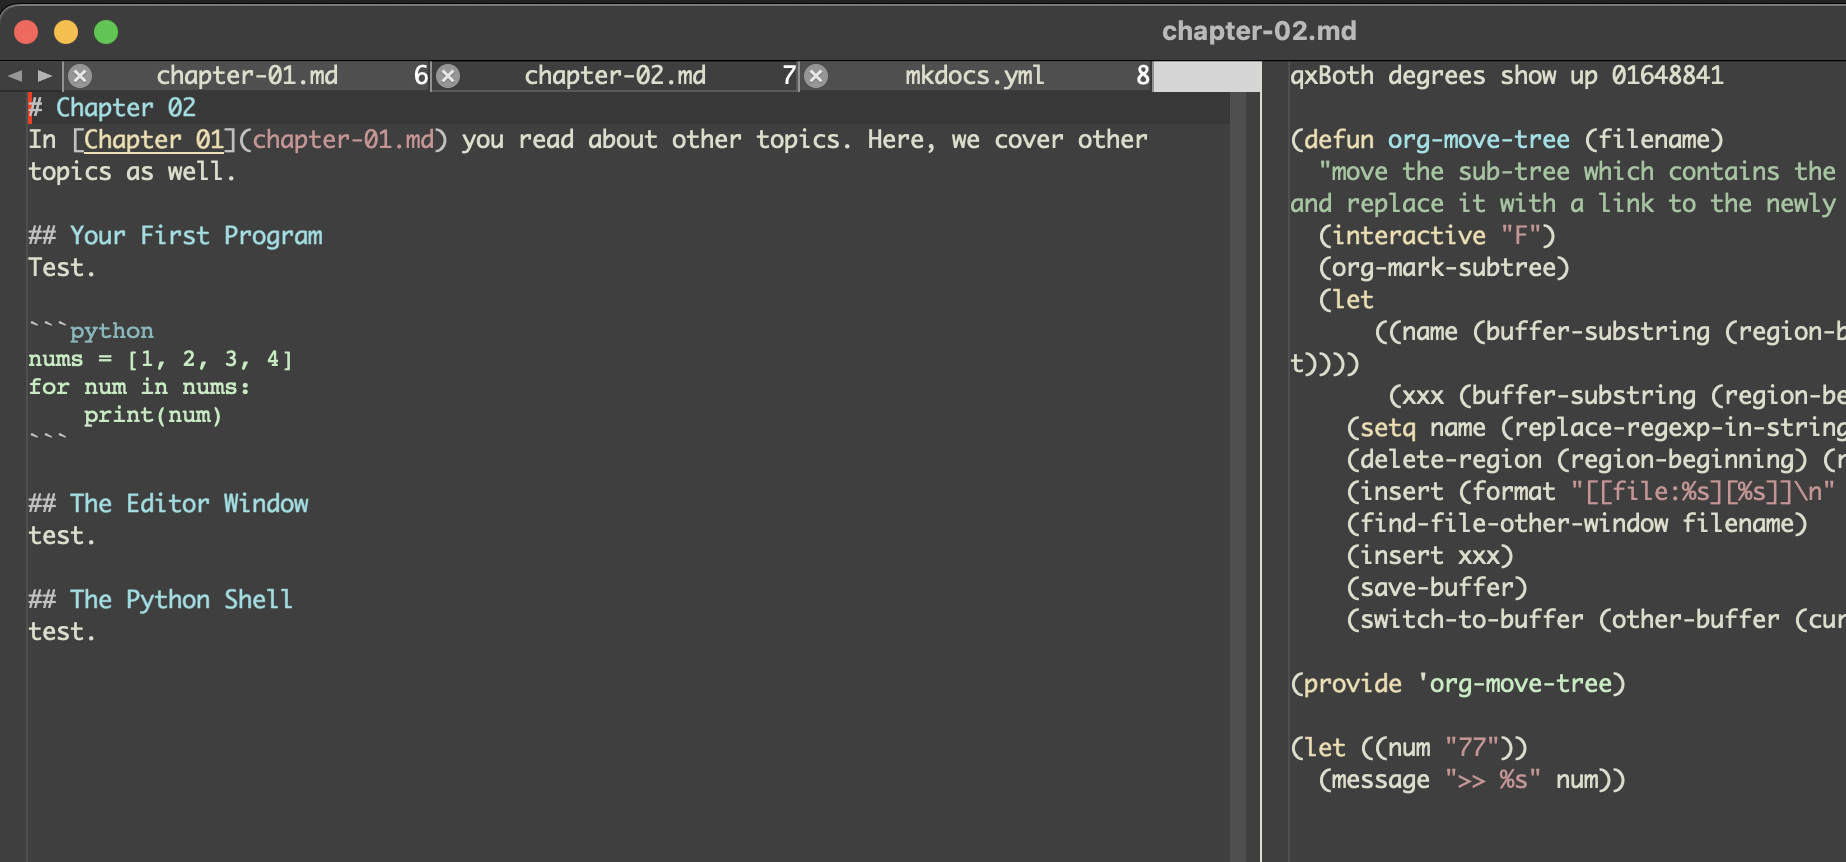 chapter-02.md
chapter-01.md 6 chapter-02.md 7 mkdocs.yml 8
# Chapter 02
In [Chapter 01](chapter-01.md) you read about other topics. Here, we cover other
topics as well.
## Your First Program
Test.
```python
nums = [1, 2, 3, 4]
for num in nums:
    print(num)
```
## The Editor Window
test.
## The Python Shell
test.
qxBoth degrees show up 01648841
(defun org-move-tree (filename)
  "move the sub-tree which contains the
and replace it with a link to the newly
  (interactive "F")
  (org-mark-subtree)
  (let
      ((name (buffer-substring (region-b
t))))
       (xxx (buffer-substring (region-be
    (setq name (replace-regexp-in-string
    (delete-region (region-beginning) (r
    (insert (format "[[file:%s][%s]]\n"
    (find-file-other-window filename)
    (insert xxx)
    (save-buffer)
    (switch-to-buffer (other-buffer (cur
(provide 'org-move-tree)
(let ((num "77"))
  (message ">> %s" num))